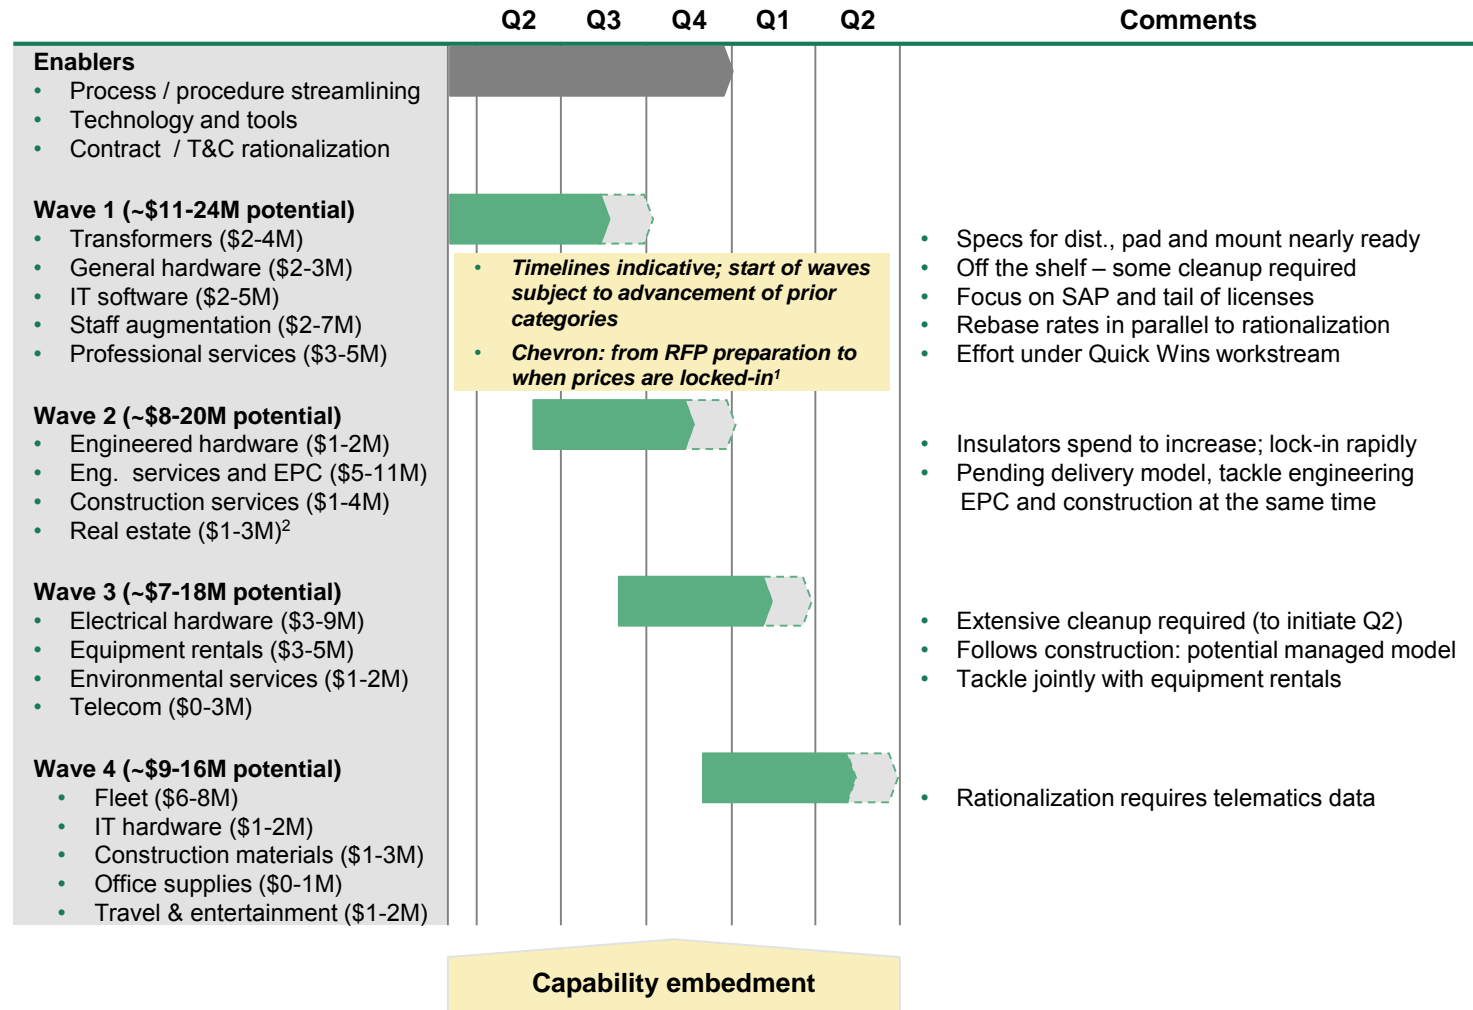 Q2 Q3 Q4 Q1 Q2 Comments
Enablers
• Process / procedure streamlining
• Technology and tools
• Contract / T&C rationalization
Wave 1 (~$11-24M potential)
• Transformers ($2-4M)
• General hardware ($2-3M)
• IT software ($2-5M)
• Staff augmentation ($2-7M)
• Professional services ($3-5M)
• Timelines indicative; start of waves
subject to advancement of prior
categories
• Chevron: from RFP preparation to
when prices are locked-in¹
• Specs for dist., pad and mount nearly ready
• Off the shelf – some cleanup required
• Focus on SAP and tail of licenses
• Rebase rates in parallel to rationalization
• Effort under Quick Wins workstream
Wave 2 (~$8-20M potential)
• Engineered hardware ($1-2M)
• Eng. services and EPC ($5-11M)
• Construction services ($1-4M)
• Real estate ($1-3M)²
• Insulators spend to increase; lock-in rapidly
• Pending delivery model, tackle engineering
EPC and construction at the same time
Wave 3 (~$7-18M potential)
• Electrical hardware ($3-9M)
• Equipment rentals ($3-5M)
• Environmental services ($1-2M)
• Telecom ($0-3M)
• Extensive cleanup required (to initiate Q2)
• Follows construction: potential managed model
• Tackle jointly with equipment rentals
Wave 4 (~$9-16M potential)
• Fleet ($6-8M)
• IT hardware ($1-2M)
• Construction materials ($1-3M)
• Office supplies ($0-1M)
• Travel & entertainment ($1-2M)
• Rationalization requires telematics data
Capability embedment